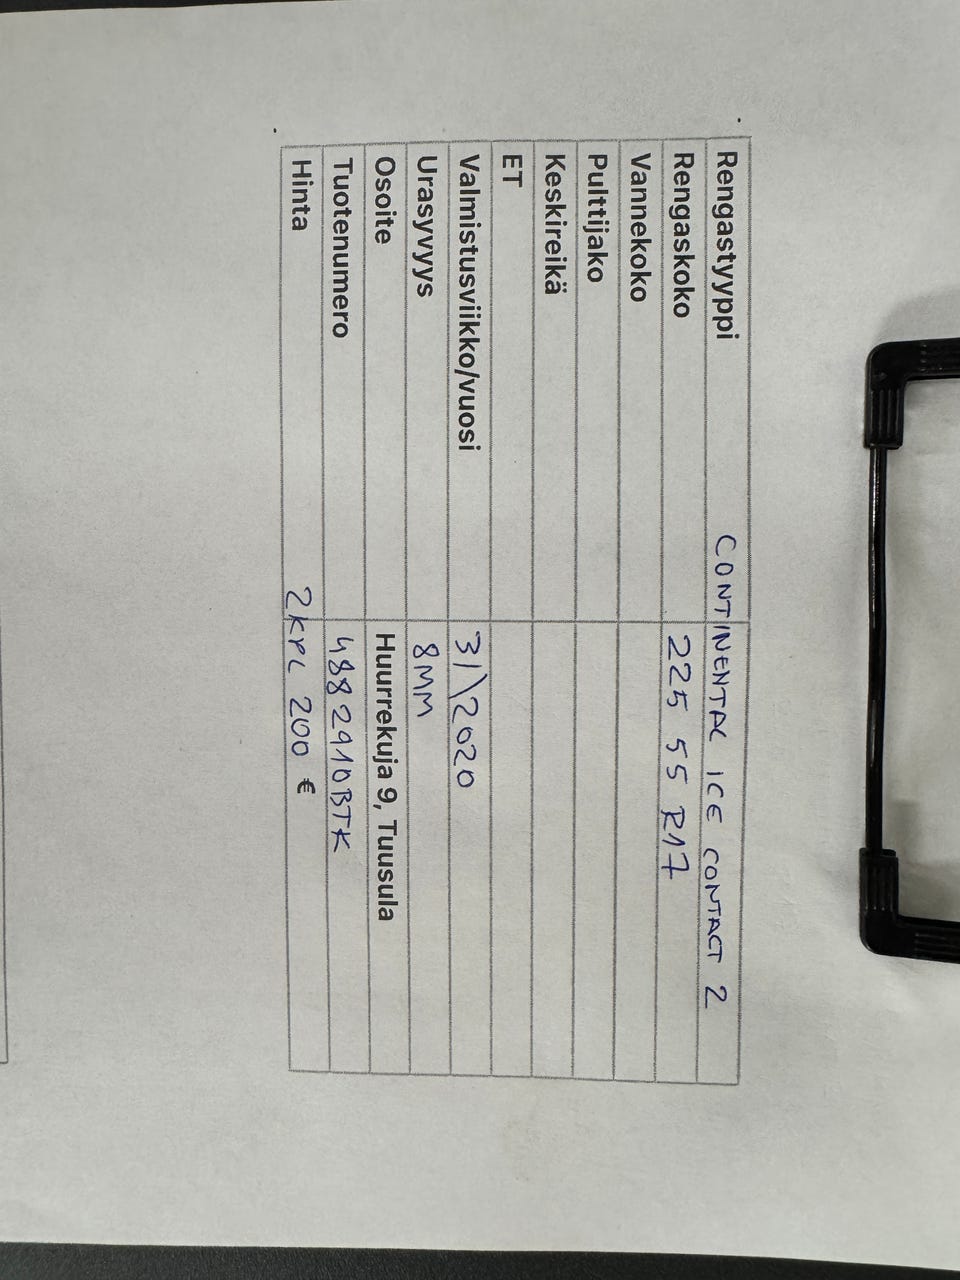 Rengastyyppi CONTINENTAL ICE CONTACT 2
Rengaskoko 225 55 R17
Vannekoko
Pulttijako
Keskireikä
ET
Valmistusviikko/vuosi 31\2020
Urasyvyys 8MM
Osoite Huurrekuja 9, Tuusula
Tuotenumero 4882910BTK
Hinta 2KPL 200 €